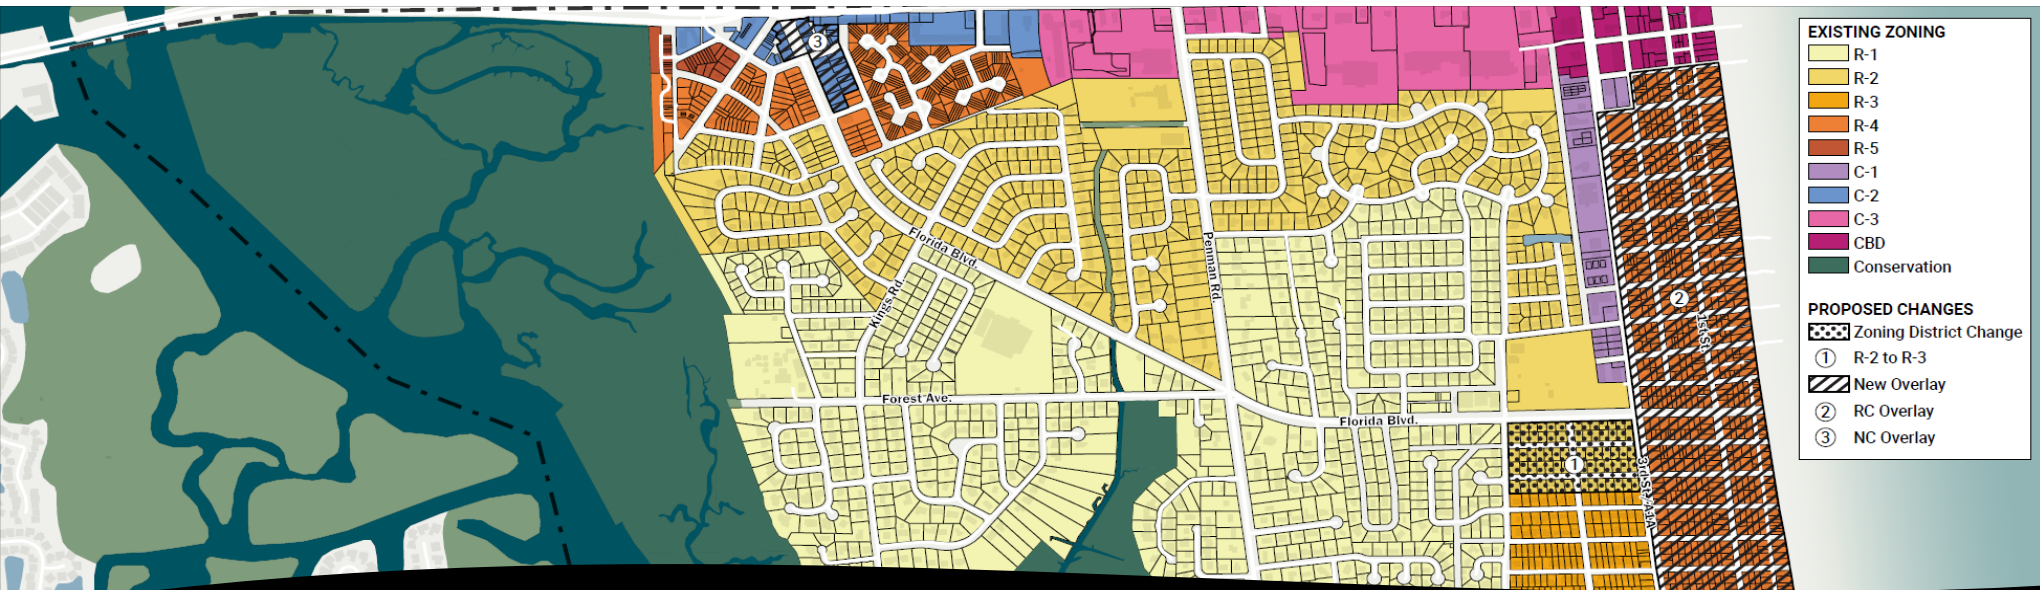 3
Florida Blvd.
Penman Rd.
Kings Rd.
2
1st St.
Forest Ave.
Florida Blvd.
1
3rd St./A1A
EXISTING ZONING
R-1
R-2
R-3
R-4
R-5
C-1
C-2
C-3
CBD
Conservation
PROPOSED CHANGES
Zoning District Change
1 R-2 to R-3
New Overlay
2 RC Overlay
3 NC Overlay